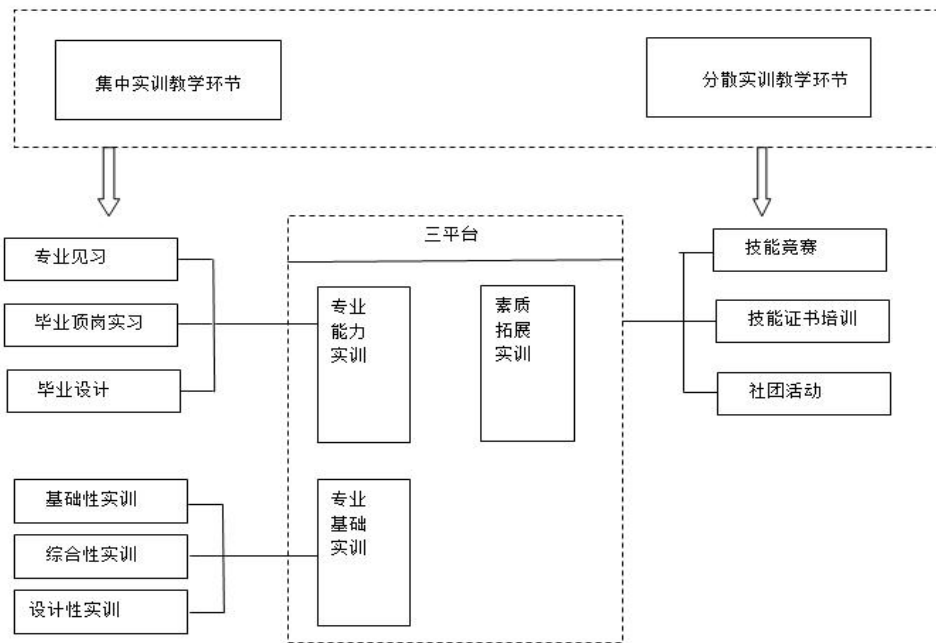 集中实训教学环节
分散实训教学环节
三平台
专业见习
毕业顶岗实习
毕业设计
专业
能力
实训
素质
拓展
实训
技能竞赛
技能证书培训
社团活动
基础性实训
综合性实训
设计性实训
专业
基础
实训